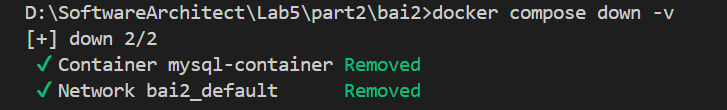 D:\SoftwareArchitect\Lab5\part2\bai2>docker compose down -v
[+] down 2/2
✓ Container mysql-container Removed
✓ Network bai2_default Removed